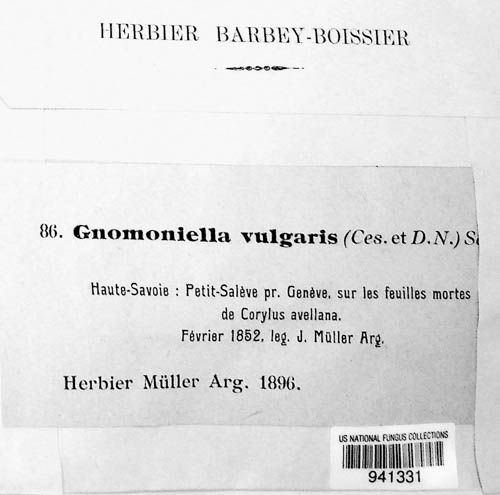 HERBIER BARBEY-BOISSIER
86. Gnomoniella vulgaris (Ces. et D.N.)
Haute-Savoie : Petit-Salève pr. Genève, sur les feuilles mortes
de Corylus avellana.
Février 1852, leg. J. Müller Arg.
Herbier Müller Arg. 1896.
US NATIONAL FUNGUS COLLECTIONS
941331